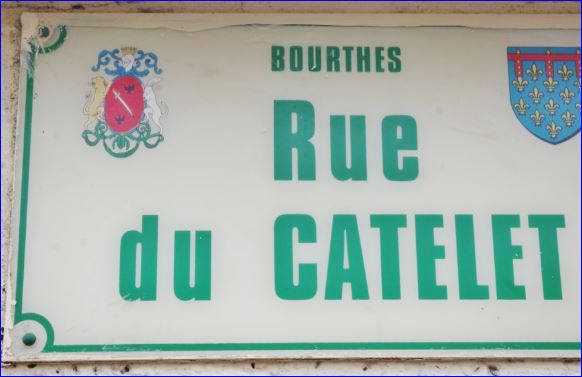 BOURTHES
Rue
du CATELET